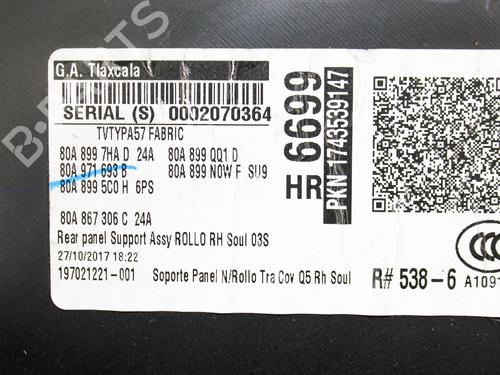 G.A. Tlaxcala
SERIAL (S) 0002070364
TVTYPA57 FABRIC
80A 899 7HA D 24A 80A 899 QQ1 D
80A 971 693 B 80A 899 NOW F SU9
80A 899 5C0 H 6PS
80A 867 306 C 24A
Rear panel Support Assy ROLLO RH Soul 03S
27/10/2017 18:22
197021221-001 Soporte Panel N/Rollo Tra Cov Q5 Rh Soul
HR 6699
PKN 1743539147
R# 538-6 A109
B-PARTS